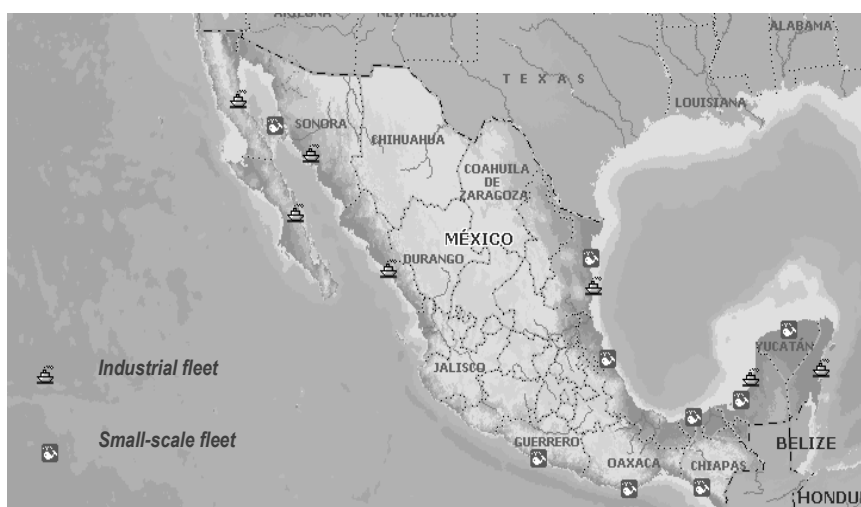 ARIZONA
NEW MEXICO
ALABAMA
TEXAS
LOUISIANA
SONORA
CHIHUAHUA
COAHUILA
DE
ZARAGOZA
MÉXICO
DURANGO
YUCATÁN
JALISCO
Industrial fleet
Small-scale fleet
GUERRERO
OAXACA
CHIAPAS
BELIZE
HONDU